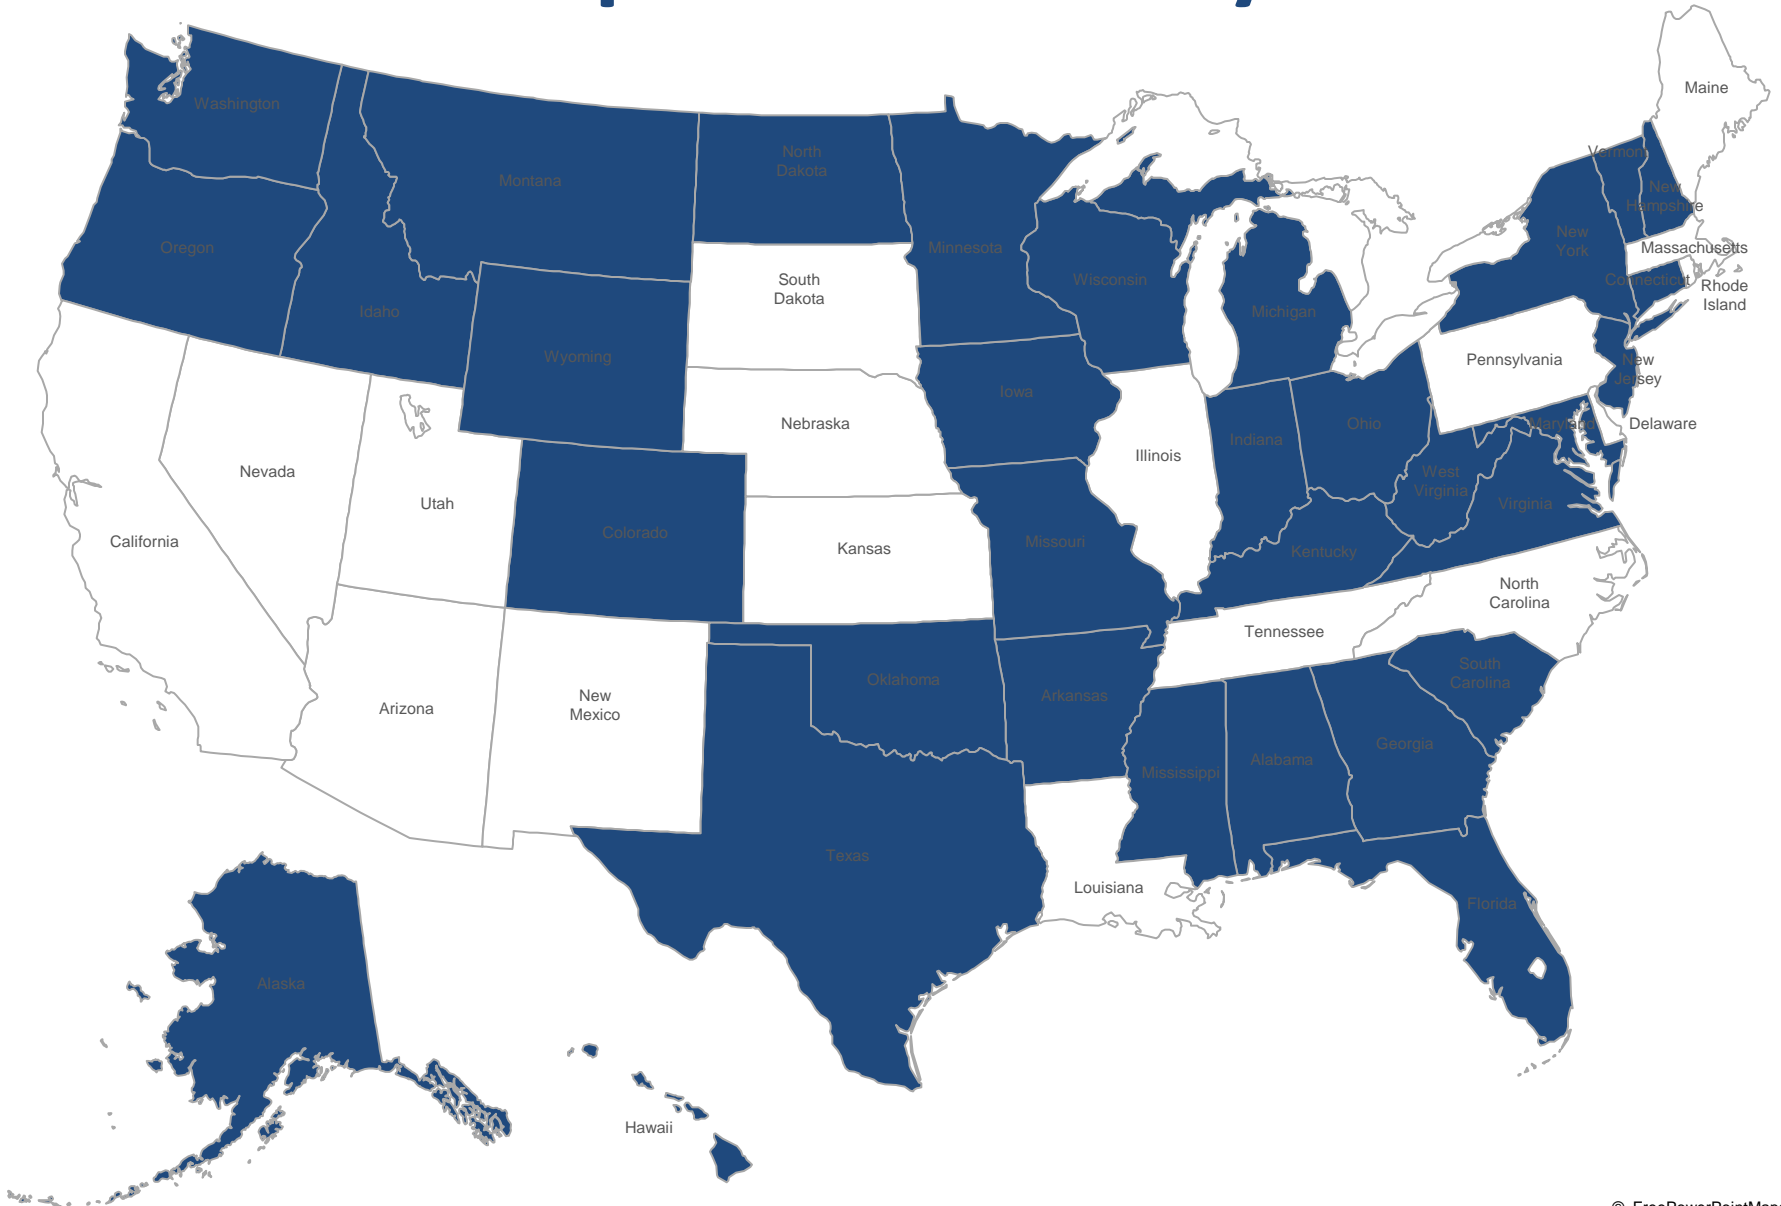 Maine
Washington
Vermont
North
Dakota
Montana
New
Hampshire
Oregon
Minnesota
New
York
Massachusetts
South
Dakota
Wisconsin
Connecticut
Rhode
Island
Idaho
Michigan
Wyoming
Pennsylvania
New
Jersey
Iowa
Nebraska
Ohio
Maryland
Delaware
Indiana
Illinois
Nevada
West
Virginia
Utah
Virginia
Colorado
California
Kansas
Missouri
Kentucky
North
Carolina
Tennessee
South
Carolina
Oklahoma
Arkansas
New
Mexico
Arizona
Georgia
Alabama
Mississippi
Texas
Louisiana
Florida
Alaska
Hawaii